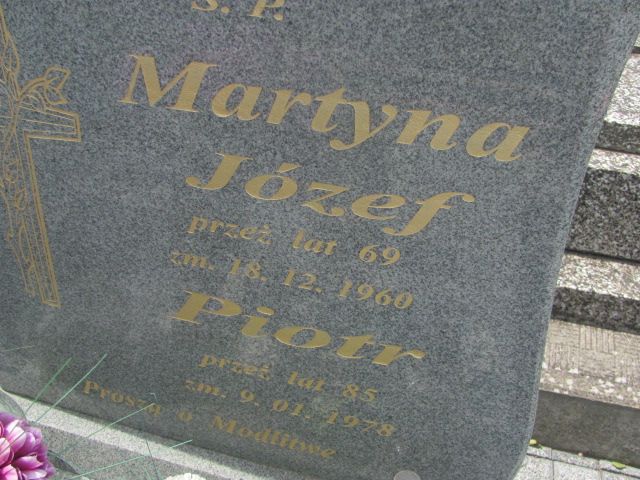 Ś. P.
Martyna
Józef
przeż lat 69
zm. 18. 12. 1960
Piotr
przeż lat 85
zm. 9. 01. 1978
Proszą o Modlitwę